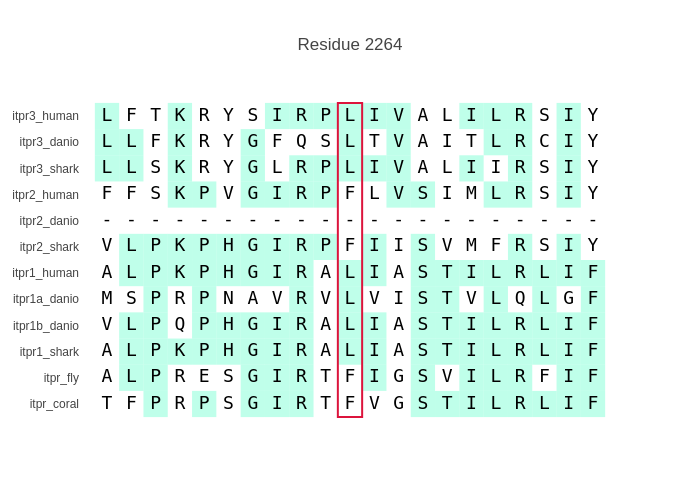 Residue 2264
itpr3_human L F T K R Y S I R P L I V A L I L R S I Y
itpr3_danio L L F K R Y G F Q S L T V A I T L R C I Y
itpr3_shark L L S K R Y G L R P L I V A L I I R S I Y
itpr2_human F F S K P V G I R P F L V S I M L R S I Y
itpr2_danio - - - - - - - - - - - - - - - - - - - - -
itpr2_shark V L P K P H G I R P F I I S V M F R S I Y
itpr1_human A L P K P H G I R A L I A S T I L R L I F
itpr1a_danio M S P R P N A V R V L V I S T V L Q L G F
itpr1b_danio V L P Q P H G I R A L I A S T I L R L I F
itpr1_shark A L P K P H G I R A L I A S T I L R L I F
itpr_fly A L P R E S G I R T F I G S V I L R F I F
itpr_coral T F P R P S G I R T F V G S T I L R L I F